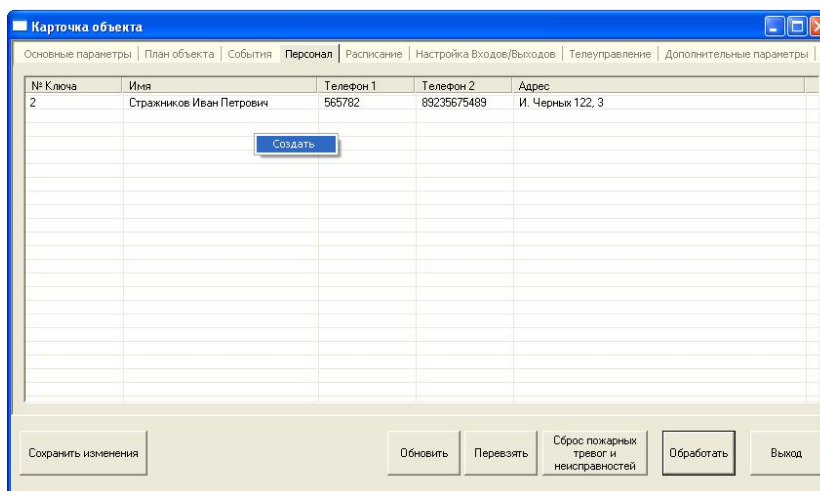 Карточка объекта
Основные параметры План объекта События Персонал Расписание Настройка Входов/Выходов Телеуправление Дополнительные параметры
№ Ключа Имя Телефон 1 Телефон 2 Адрес
2 Стражников Иван Петрович 565782 89235675489 И. Черных 122, 3
Создать
Сохранить изменения Обновить Перевзять Сброс пожарных тревог и неисправностей Обработать Выход